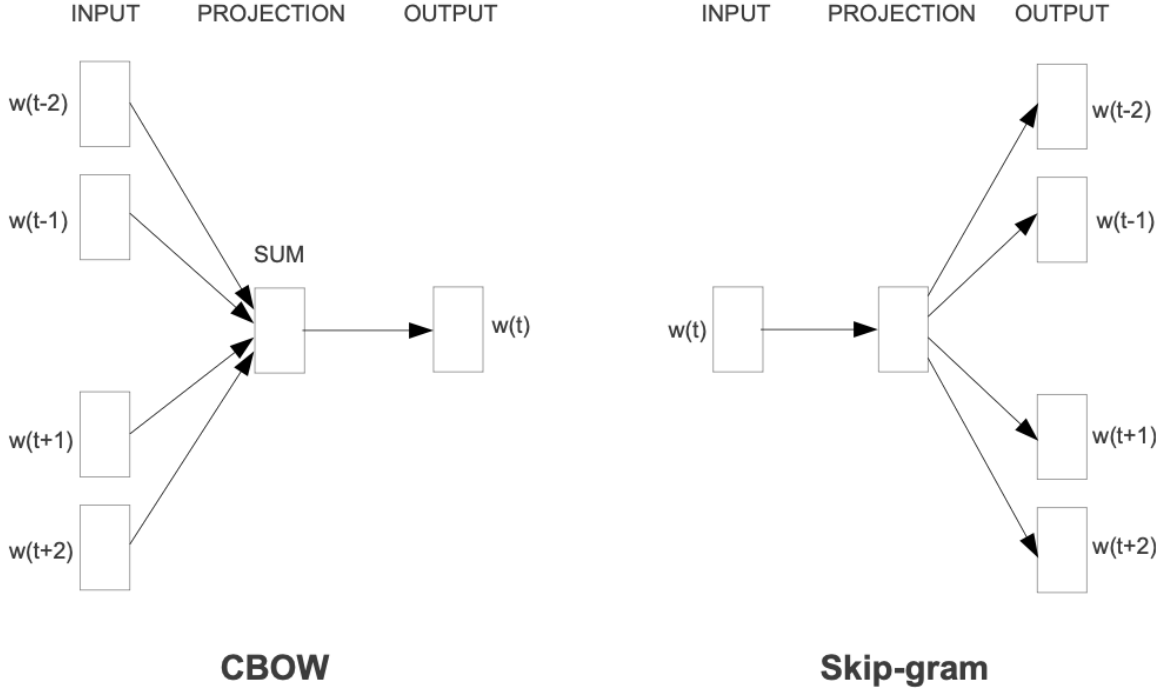 INPUT PROJECTION OUTPUT
w(t-2)
w(t-1)
SUM
w(t)
w(t+1)
w(t+2)
CBOW
INPUT PROJECTION OUTPUT
w(t-2)
w(t-1)
w(t)
w(t+1)
w(t+2)
Skip-gram